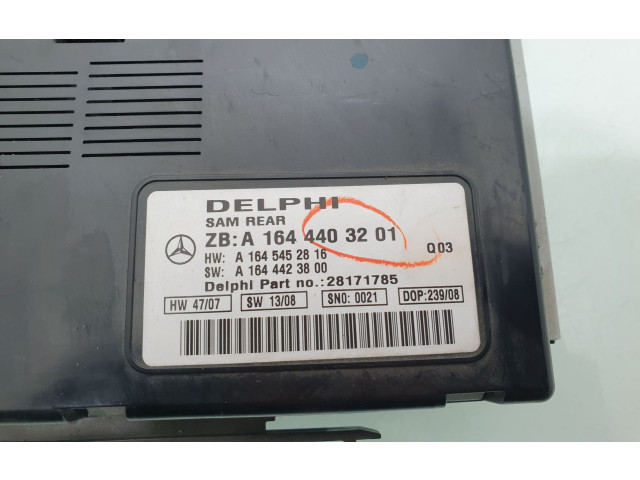 DELPHI
SAM REAR
ZB: A 164 440 32 01
Q03
HW: A 164 545 28 16
SW: A 164 442 38 00
Delphi Part no.:28171785
HW 47/07 SW 13/08 SNO: 0021 DOP:239/08